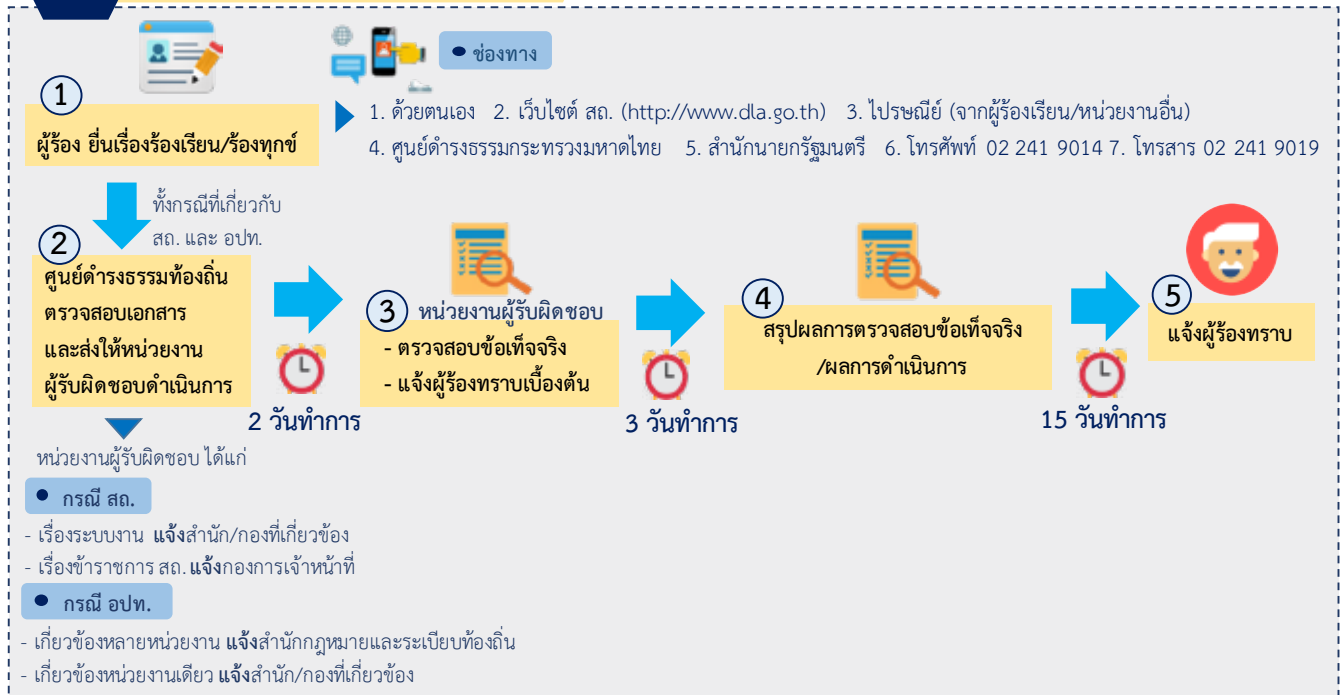 • ช่องทาง
1
ผู้ร้อง ยื่นเรื่องร้องเรียน/ร้องทุกข์
1. ด้วยตนเอง 2. เว็บไซต์ สถ. (http://www.dla.go.th) 3. ไปรษณีย์ (จากผู้ร้องเรียน/หน่วยงานอื่น)
4. ศูนย์ดำรงธรรมกระทรวงมหาดไทย 5. สำนักนายกรัฐมนตรี 6. โทรศัพท์ 02 241 9014 7. โทรสาร 02 241 9019
ทั้งกรณีที่เกี่ยวกับ
สถ. และ อปท.
2
ศูนย์ดำรงธรรมท้องถิ่น
ตรวจสอบเอกสาร
และส่งให้หน่วยงาน
ผู้รับผิดชอบดำเนินการ
2 วันทำการ
3 หน่วยงานผู้รับผิดชอบ
- ตรวจสอบข้อเท็จจริง
- แจ้งผู้ร้องทราบเบื้องต้น
3 วันทำการ
4
สรุปผลการตรวจสอบข้อเท็จจริง
/ผลการดำเนินการ
15 วันทำการ
5
แจ้งผู้ร้องทราบ
หน่วยงานผู้รับผิดชอบ ได้แก่
• กรณี สถ.
- เรื่องระบบงาน แจ้งสำนัก/กองที่เกี่ยวข้อง
- เรื่องข้าราชการ สถ. แจ้งกองการเจ้าหน้าที่
• กรณี อปท.
- เกี่ยวข้องหลายหน่วยงาน แจ้งสำนักกฎหมายและระเบียบท้องถิ่น
- เกี่ยวข้องหน่วยงานเดียว แจ้งสำนัก/กองที่เกี่ยวข้อง